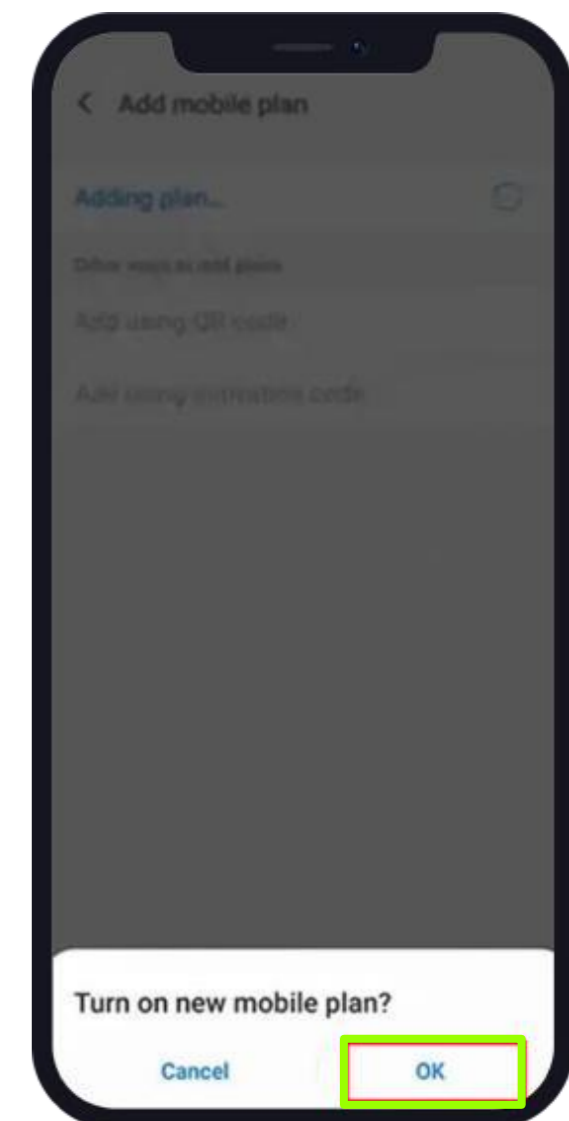 Add mobile plan
Adding plan...
Other ways to add plans
Add using QR code
Add using activation code
Turn on new mobile plan?
Cancel
OK